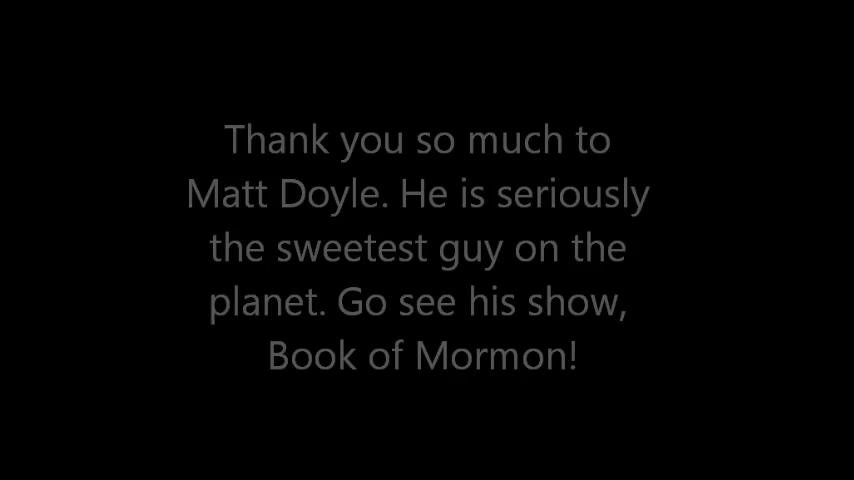 Thank you so much to
Matt Doyle. He is seriously
the sweetest guy on the
planet. Go see his show,
Book of Mormon!